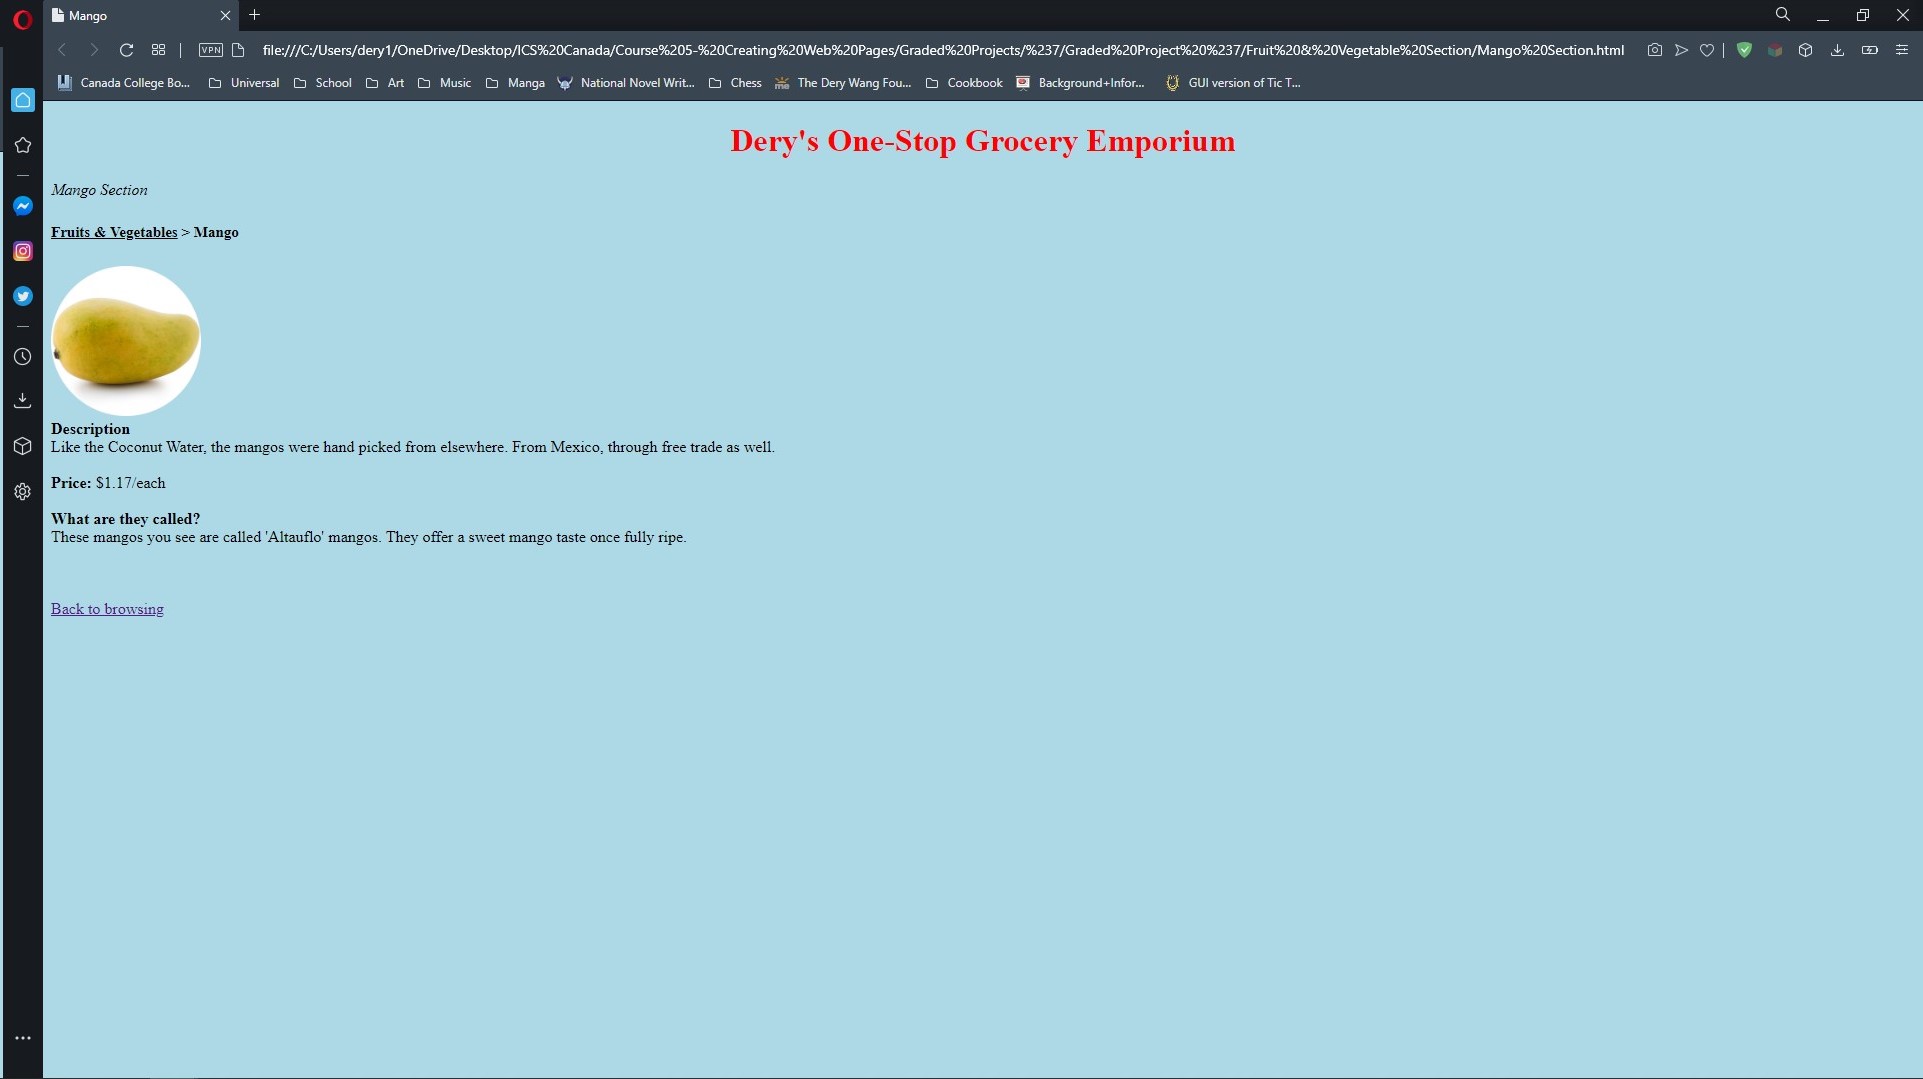 Mango
VPN
file:///C:/Users/dery1/OneDrive/Desktop/ICS%20Canada/Course%205-%20Creating%20Web%20Pages/Graded%20Projects/%237/Graded%20Project%20%237/Fruit%20&%20Vegetable%20Section/Mango%20Section.html
Canada College Bo... Universal School Art Music Manga National Novel Writ... Chess The Dery Wang Fou... Cookbook Background+Infor... GUI version of Tic T...
Dery's One-Stop Grocery Emporium
Mango Section
Fruits & Vegetables > Mango
Description
Like the Coconut Water, the mangos were hand picked from elsewhere. From Mexico, through free trade as well.
Price: $1.17/each
What are they called?
These mangos you see are called 'Altauflo' mangos. They offer a sweet mango taste once fully ripe.
Back to browsing